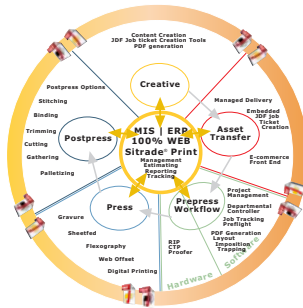 Content Creation
JDF Job ticket Creation Tools
PDF generation
Creative
Postpress Options
Stitching
Binding
Trimming
Cutting
Gathering
Palletizing
Postpress
MIS | ERP
100% WEB
Sitrade® Print
Management
Estimating
Reporting
Tracking
Managed Delivery
Embedded
JDF Job
Ticket
Creation
Asset
Transfer
E-commerce
Front End
Press
Prepress
Workflow
Project
Management
Departmental
Controller
Job Tracking
Preflight
PDF Generation
Layout
Imposition
Trapping
Gravure
Sheetfed
Flexography
Web Offset
Digital Printing
RIP
CTP
Proofer
Hardware
Software